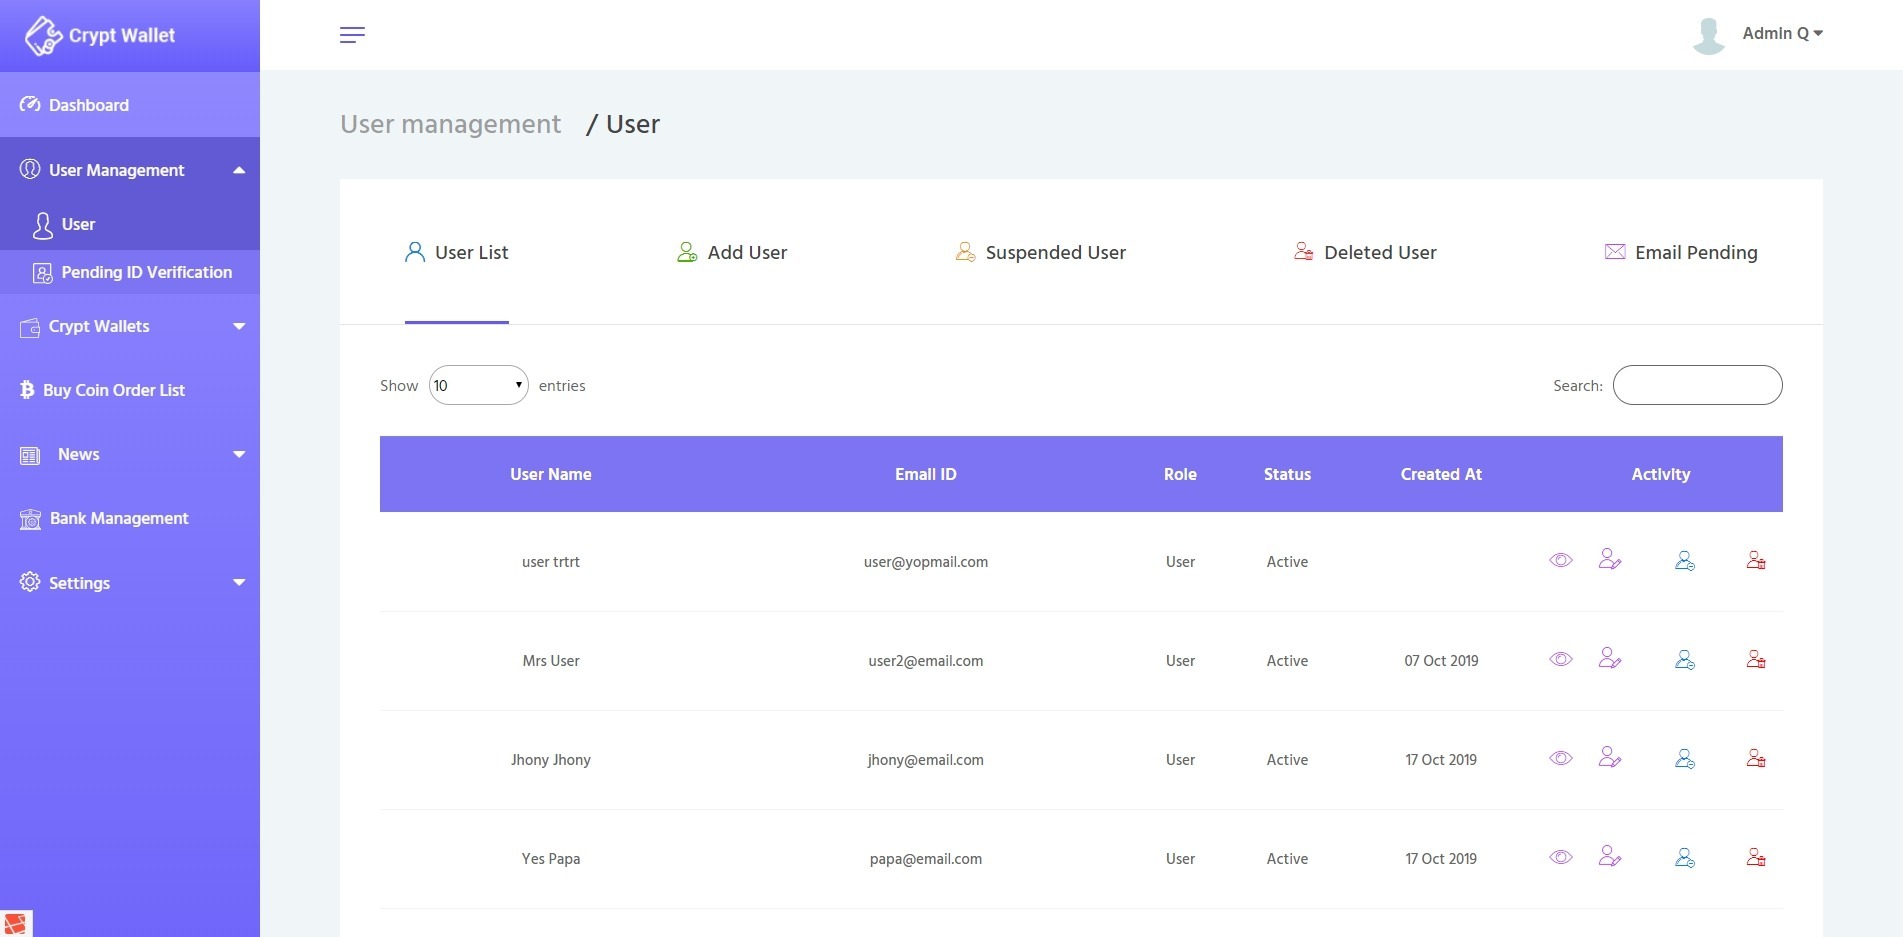 Crypt Wallet
Admin Q
Dashboard
User Management
User
Pending ID Verification
Crypt Wallets
Buy Coin Order List
News
Bank Management
Settings
User management / User
User List Add User Suspended User Deleted User Email Pending
Show 10 entries Search:
User Name Email ID Role Status Created At Activity
user trtrt user@yopmail.com User Active
Mrs User user2@email.com User Active 07 Oct 2019
Jhony Jhony jhony@email.com User Active 17 Oct 2019
Yes Papa papa@email.com User Active 17 Oct 2019